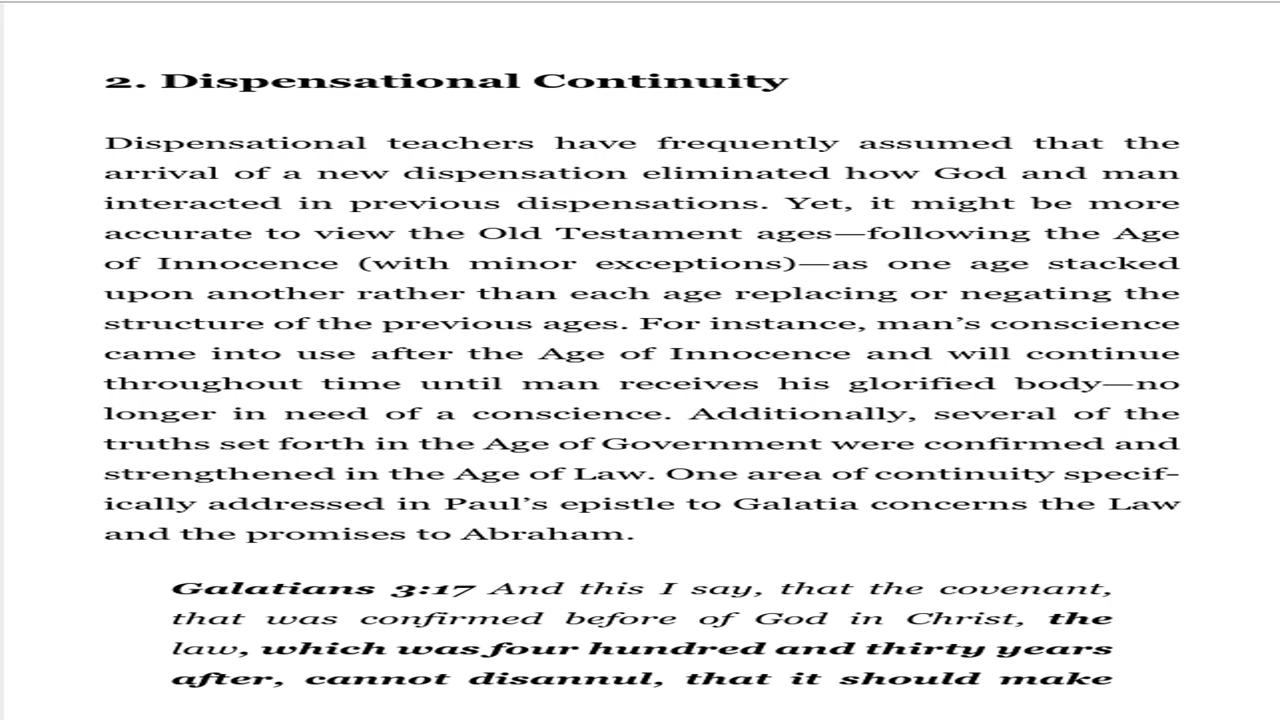 2. Dispensational Continuity
Dispensational teachers have frequently assumed that the
arrival of a new dispensation eliminated how God and man
interacted in previous dispensations. Yet, it might be more
accurate to view the Old Testament ages—following the Age
of Innocence (with minor exceptions)—as one age stacked
upon another rather than each age replacing or negating the
structure of the previous ages. For instance, man’s conscience
came into use after the Age of Innocence and will continue
throughout time until man receives his glorified body—no
longer in need of a conscience. Additionally, several of the
truths set forth in the Age of Government were confirmed and
strengthened in the Age of Law. One area of continuity specif-
ically addressed in Paul’s epistle to Galatia concerns the Law
and the promises to Abraham.
Galatians 3:17 And this I say, that the covenant,
that was confirmed before of God in Christ, the
law, which was four hundred and thirty years
after, cannot disannul, that it should make